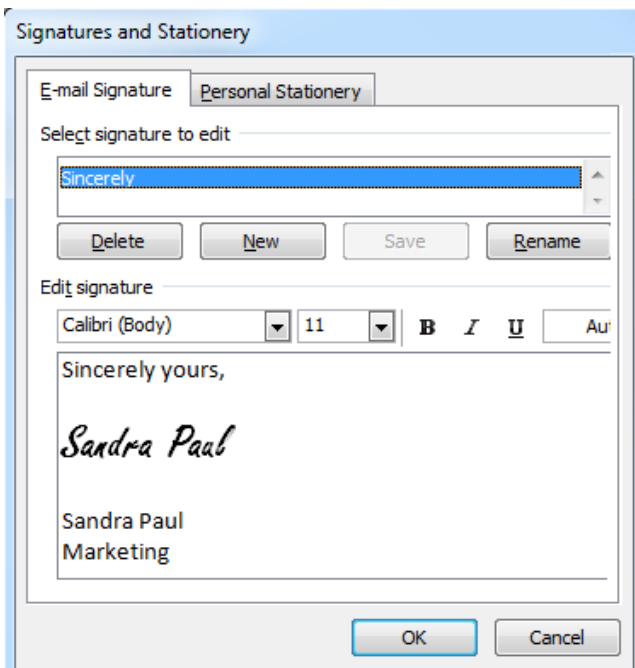 Signatures and Stationery
E-mail Signature Personal Stationery
Select signature to edit
Sincerely
Delete New Save Rename
Edit signature
Calibri (Body) 11 B I U Aut
Sincerely yours,
Sandra Paul
Sandra Paul
Marketing
OK Cancel